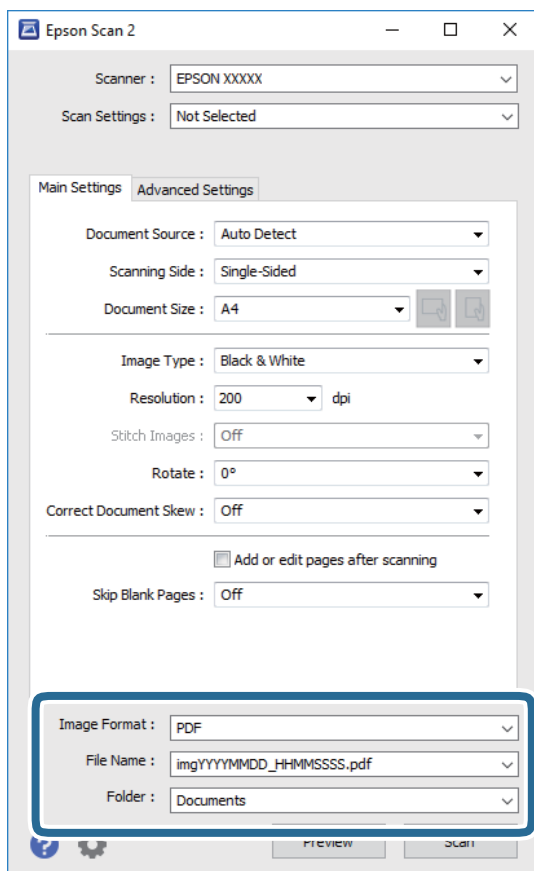 Epson Scan 2
Scanner : EPSON XXXXX
Scan Settings : Not Selected
Main Settings Advanced Settings
Document Source : Auto Detect
Scanning Side : Single-Sided
Document Size : A4
Image Type : Black & White
Resolution : 200 dpi
Stitch Images : Off
Rotate : 0°
Correct Document Skew : Off
Add or edit pages after scanning
Skip Blank Pages : Off
Image Format : PDF
File Name : imgYYYYMMDD_HHMMSSSS.pdf
Folder : Documents
? Preview Scan